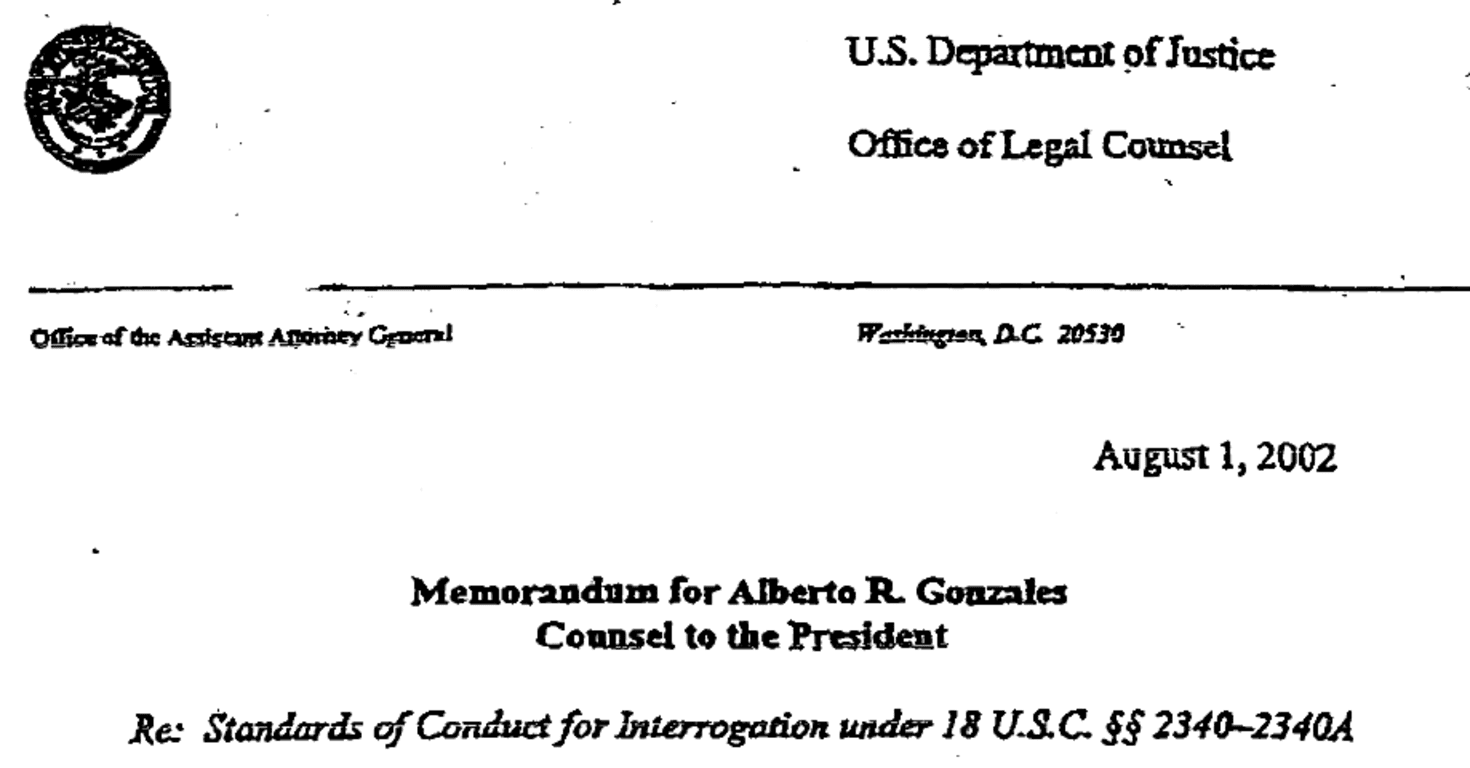 U.S. Department of Justice
Office of Legal Counsel
Office of the Assistant Attorney General
Washington, D.C. 20530
August 1, 2002
Memorandum for Alberto R. Gonzales
Counsel to the President
Re: Standards of Conduct for Interrogation under 18 U.S.C. §§ 2340–2340A